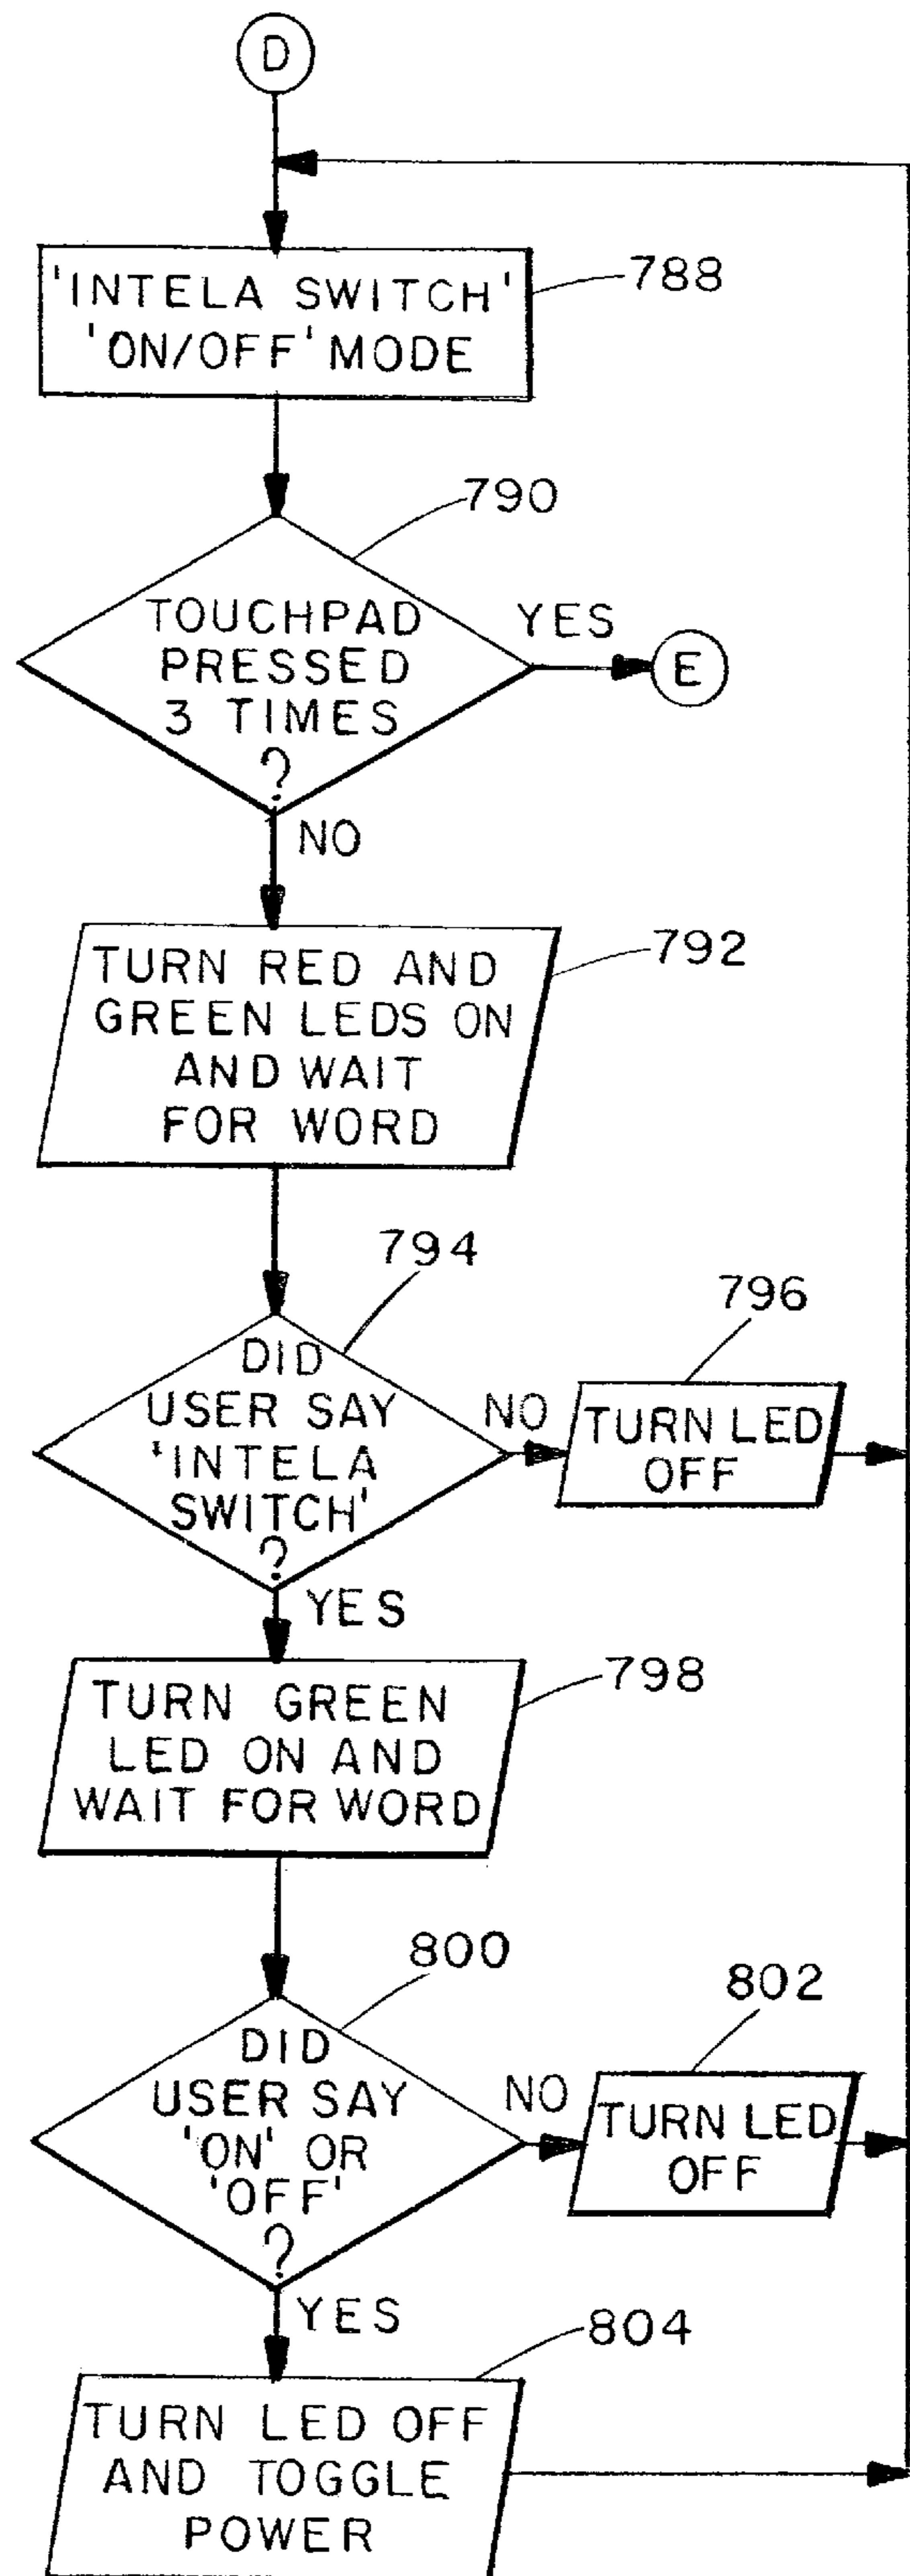 D
'INTELA SWITCH'
'ON/OFF' MODE
788
790
TOUCHPAD
PRESSED
3 TIMES
?
YES
E
NO
TURN RED AND
GREEN LEDS ON
AND WAIT
FOR WORD
792
794
DID
USER SAY
'INTELA
SWITCH'
?
NO
796
TURN LED
OFF
YES
TURN GREEN
LED ON AND
WAIT FOR WORD
798
800
DID
USER SAY
'ON' OR
'OFF'
?
NO
802
TURN LED
OFF
YES
804
TURN LED OFF
AND TOGGLE
POWER